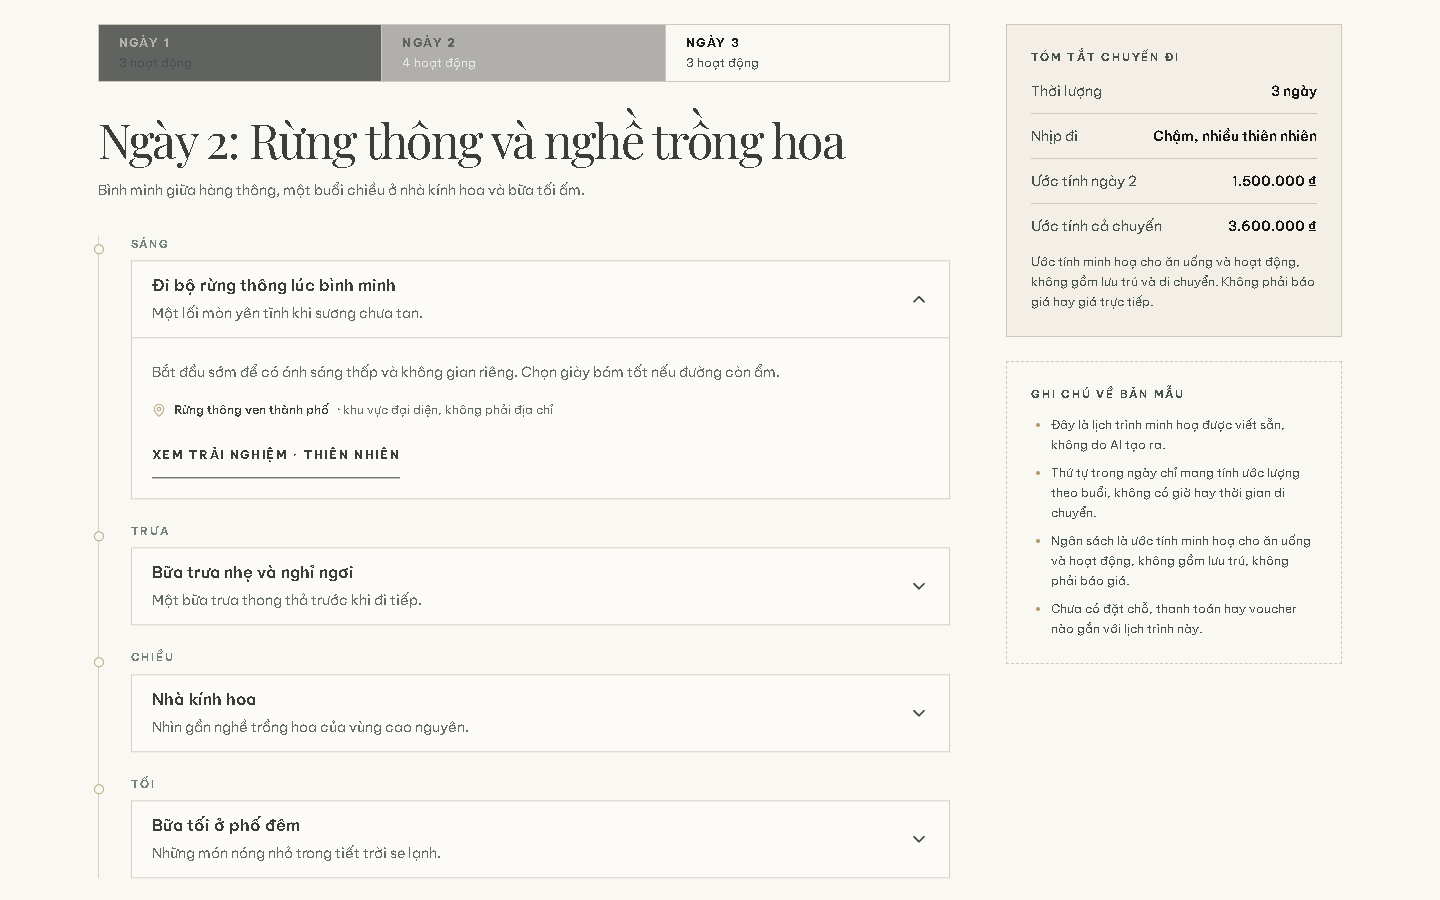 NGÀY 1
3 hoạt động
NGÀY 2
4 hoạt động
NGÀY 3
3 hoạt động
Ngày 2: Rừng thông và nghề trồng hoa
Bình minh giữa hàng thông, một buổi chiều ở nhà kính hoa và bữa tối ấm.
SÁNG
Đi bộ rừng thông lúc bình minh
Một lối mòn yên tĩnh khi sương chưa tan.
Bắt đầu sớm để có ánh sáng thấp và không gian riêng. Chọn giày bám tốt nếu đường còn ẩm.
Rừng thông ven thành phố · khu vực đại diện, không phải địa chỉ
XEM TRẢI NGHIỆM · THIÊN NHIÊN
TRƯA
Bữa trưa nhẹ và nghỉ ngơi
Một bữa trưa thong thả trước khi đi tiếp.
CHIỀU
Nhà kính hoa
Nhìn gần nghề trồng hoa của vùng cao nguyên.
TỐI
Bữa tối ở phố đêm
Những món nóng nhỏ trong tiết trời se lạnh.
TÓM TẮT CHUYẾN ĐI
Thời lượng 3 ngày
Nhịp đi Chậm, nhiều thiên nhiên
Ước tính ngày 2 1.500.000 ₫
Ước tính cả chuyến 3.600.000 ₫
Ước tính minh hoạ cho ăn uống và hoạt động,
không gồm lưu trú và di chuyển. Không phải báo
giá hay giá trực tiếp.
GHI CHÚ VỀ BẢN MẪU
Đây là lịch trình minh hoạ được viết sẵn,
không do AI tạo ra.
Thứ tự trong ngày chỉ mang tính ước lượng
theo buổi, không có giờ hay thời gian di
chuyển.
Ngân sách là ước tính minh hoạ cho ăn uống
và hoạt động, không gồm lưu trú, không
phải báo giá.
Chưa có đặt chỗ, thanh toán hay voucher
nào gắn với lịch trình này.